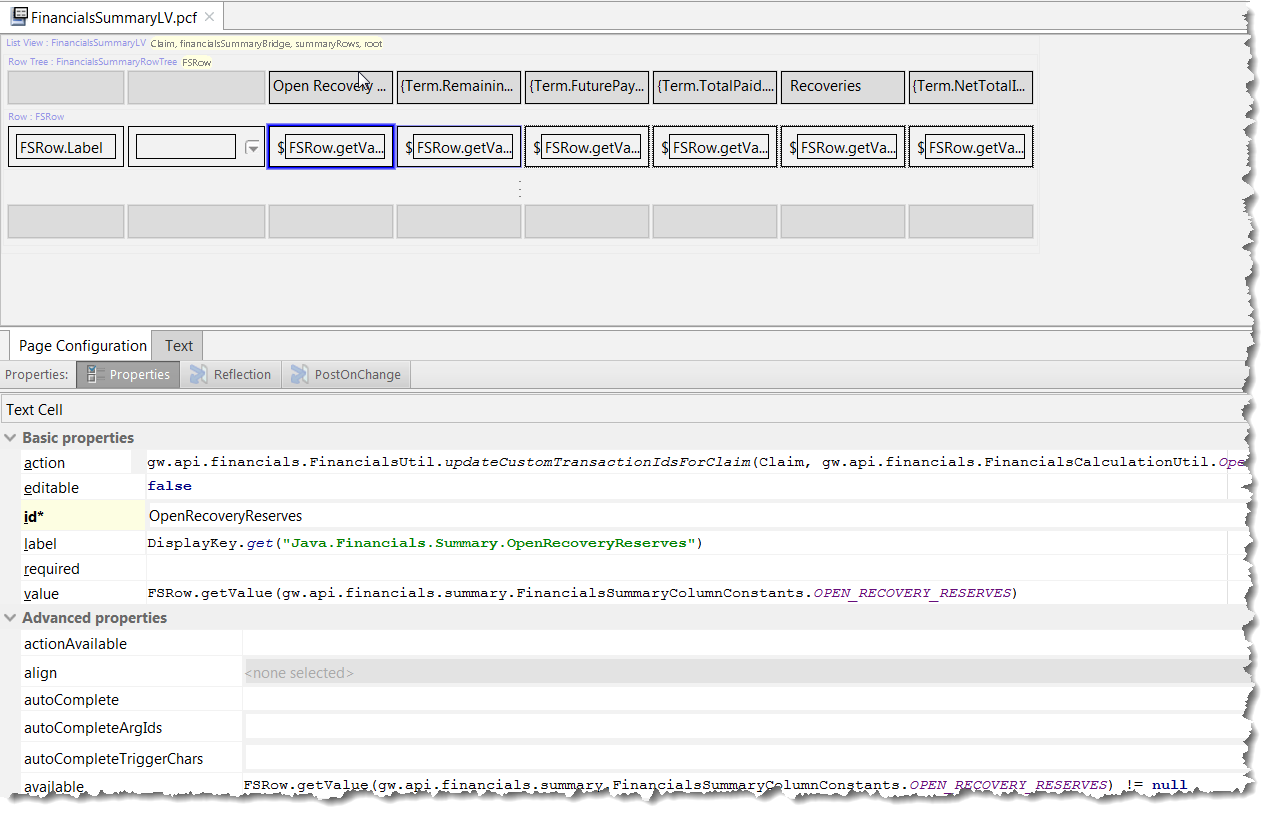 FinancialsSummaryLV.pcf
List View : FinancialsSummaryLV Claim, financialsSummaryBridge, summaryRows, root
Row Tree : FinancialsSummaryRowTree FSRow
Open Recovery ... {Term.Remainin... {Term.FuturePay... {Term.TotalPaid.... Recoveries {Term.NetTotalI...
Row : FSRow
FSRow.Label $ FSRow.getVa... $ FSRow.getVa... $ FSRow.getVa... $ FSRow.getVa... $ FSRow.getVa... $ FSRow.getVa...
Page Configuration Text
Properties: Properties Reflection PostOnChange
Text Cell
Basic properties
action gw.api.financials.FinancialsUtil.updateCustomTransactionIdsForClaim(Claim, gw.api.financials.FinancialsCalculationUtil.Ope
editable false
id* OpenRecoveryReserves
label DisplayKey.get("Java.Financials.Summary.OpenRecoveryReserves")
required
value FSRow.getValue(gw.api.financials.summary.FinancialsSummaryColumnConstants.OPEN_RECOVERY_RESERVES)
Advanced properties
actionAvailable
align <none selected>
autoComplete
autoCompleteArgIds
autoCompleteTriggerChars
available FSRow.getValue(gw.api.financials.summary.FinancialsSummaryColumnConstants.OPEN_RECOVERY_RESERVES) != null